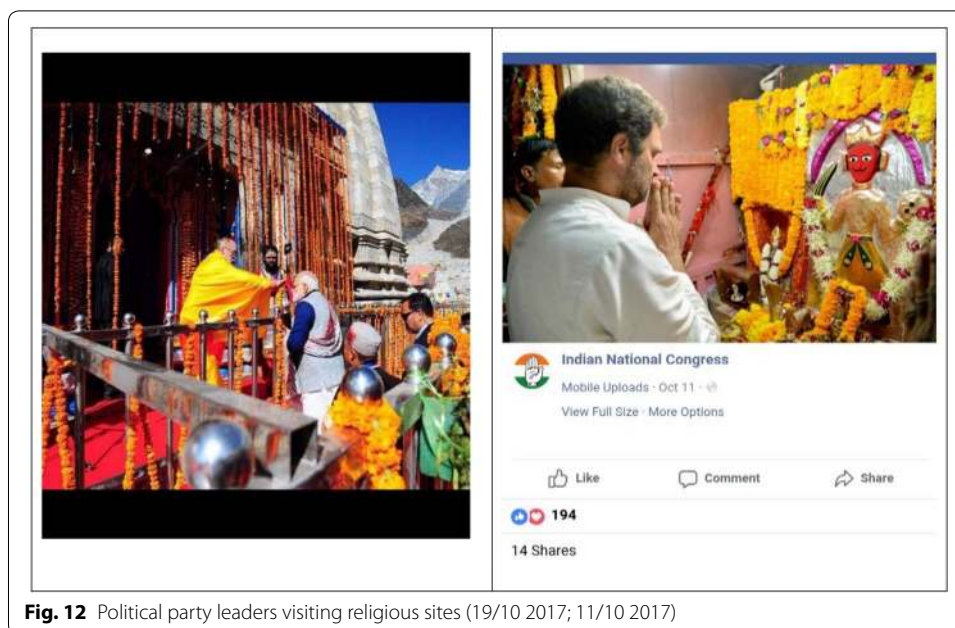 Indian National Congress
Mobile Uploads · Oct 11 ·
View Full Size · More Options
Like Comment Share
194
14 Shares
Fig. 12 Political party leaders visiting religious sites (19/10 2017; 11/10 2017)